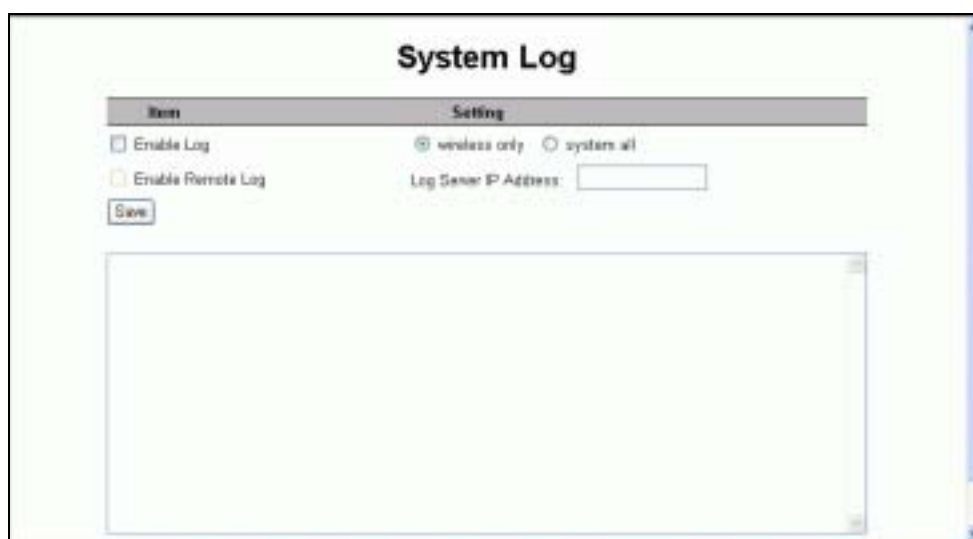 System Log
Item Setting
Enable Log wireless only system all
Enable Remote Log Log Server IP Address:
Save